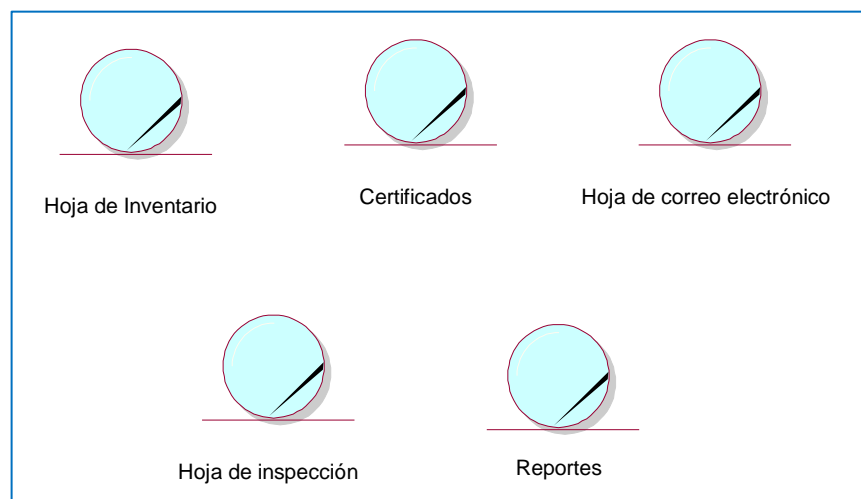 Hoja de Inventario
Certificados
Hoja de correo electrónico
Hoja de inspección
Reportes